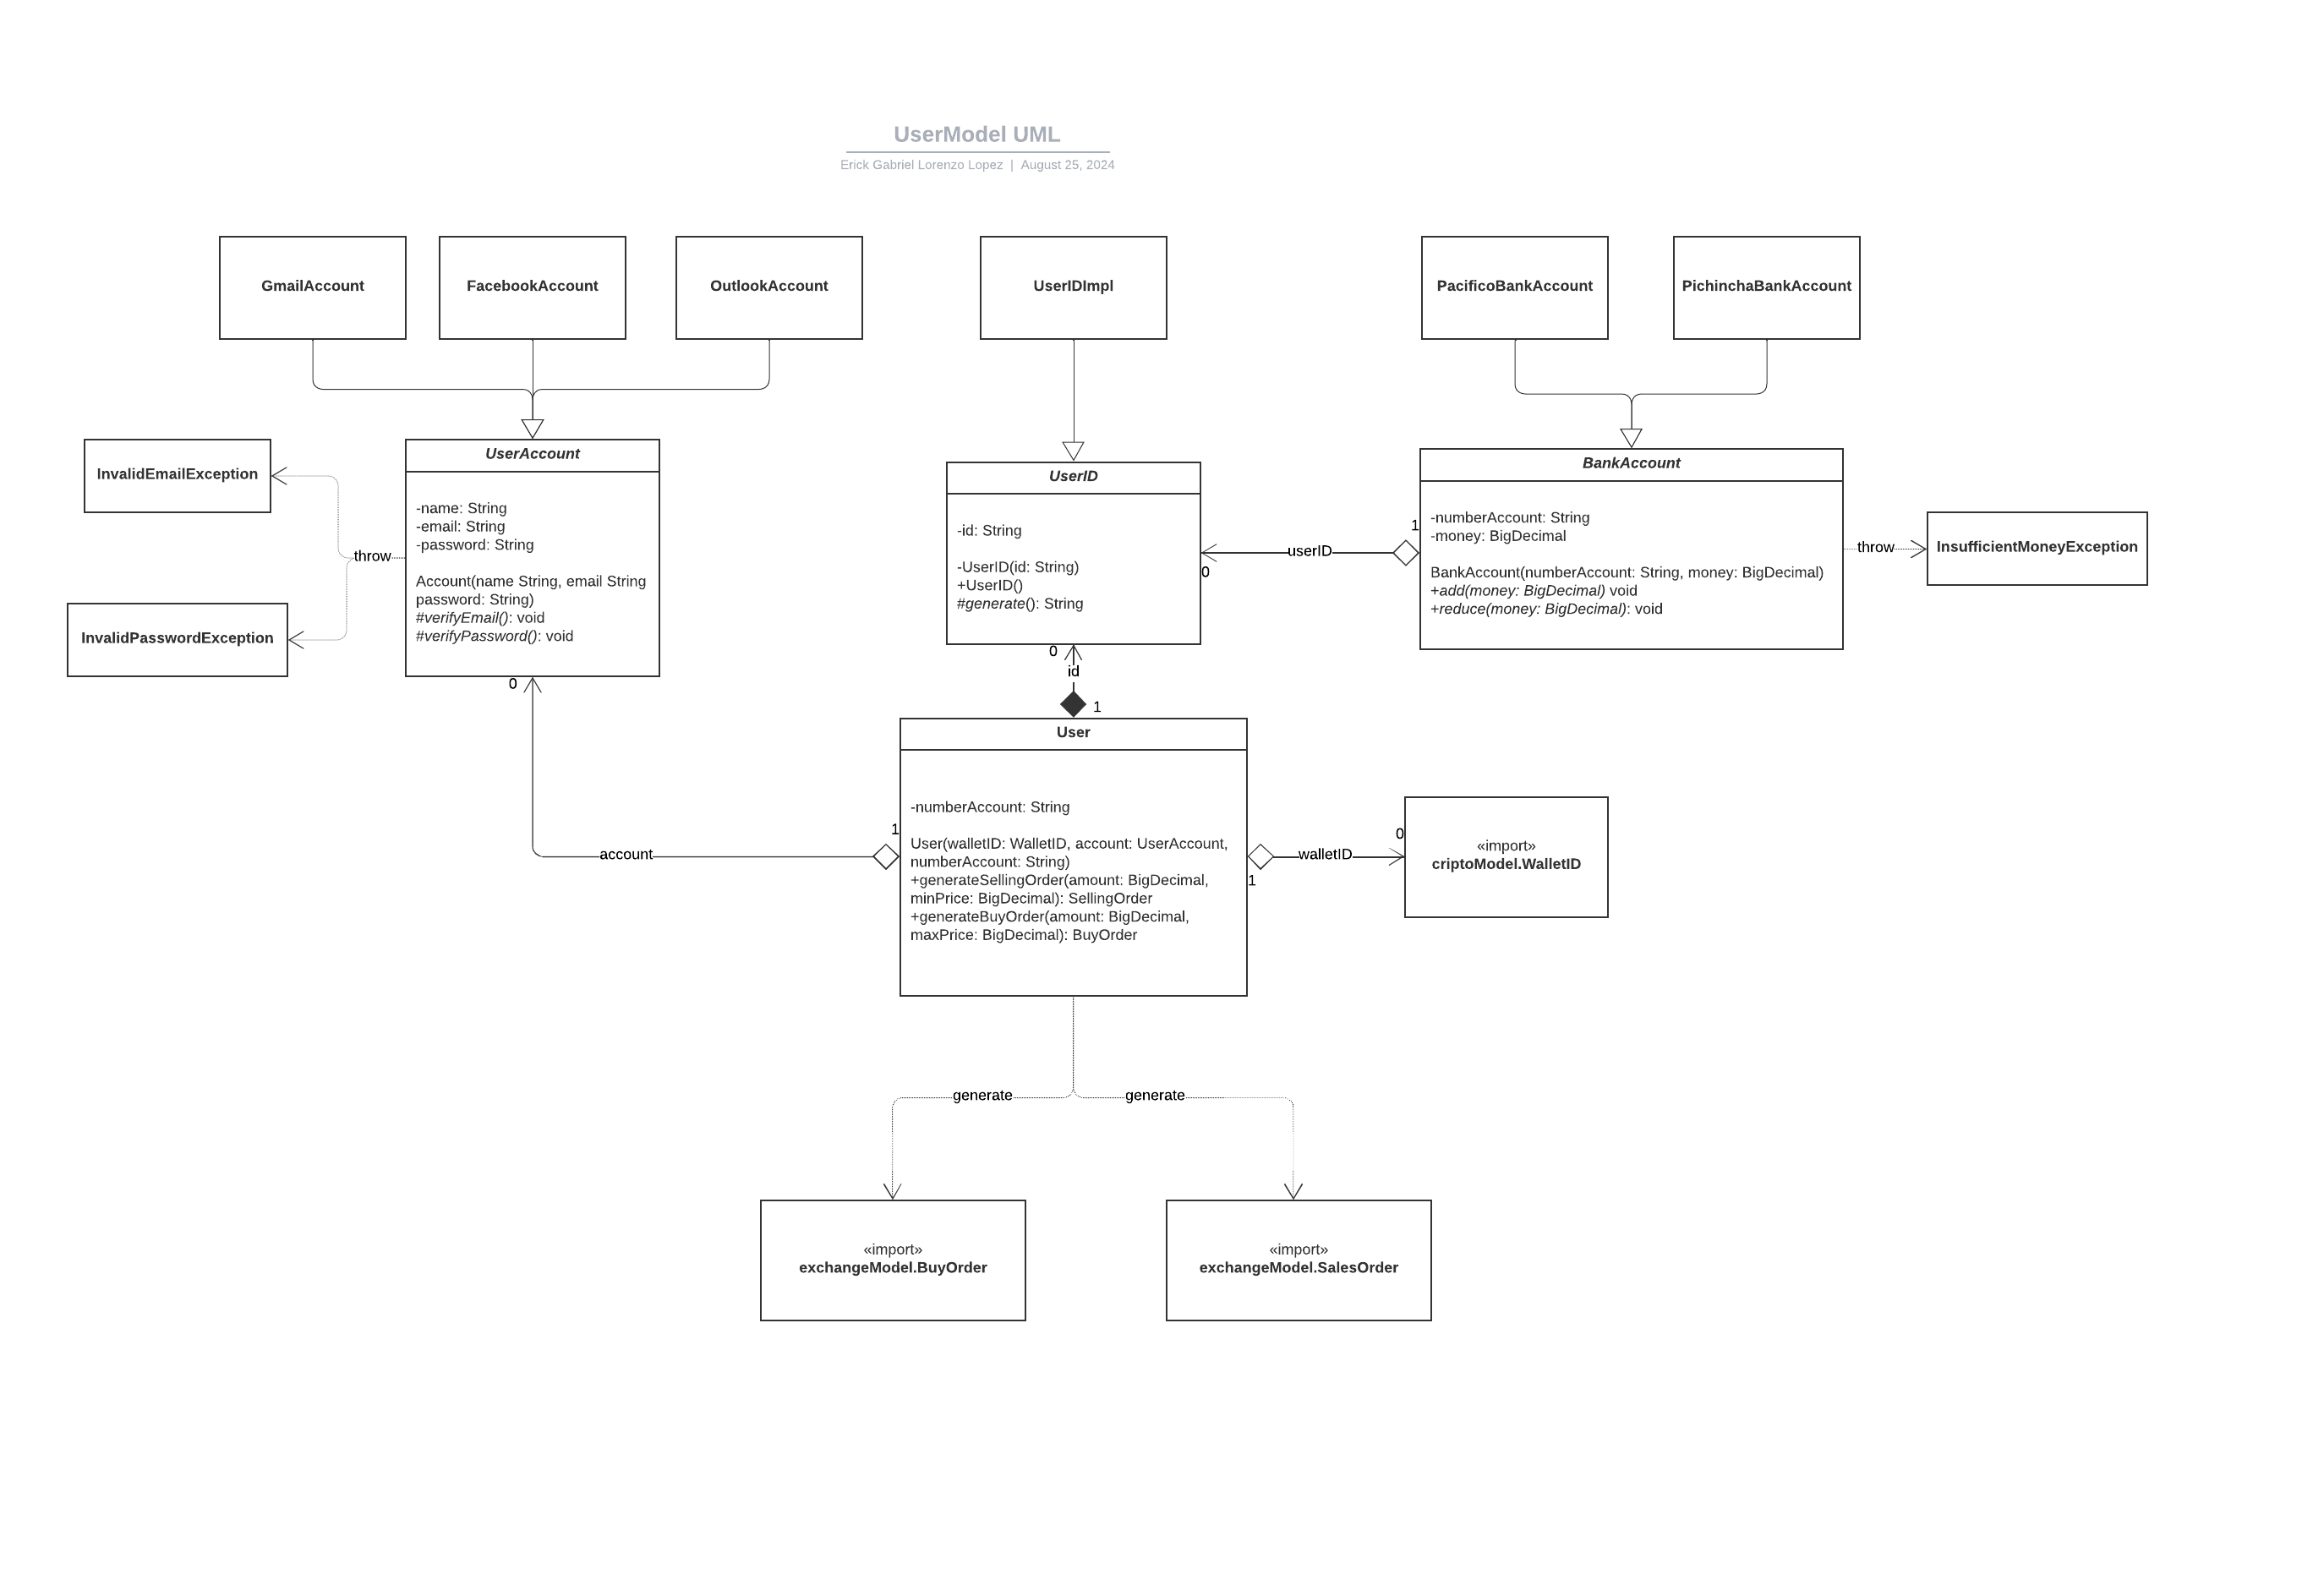 UserModel UML
Erick Gabriel Lorenzo Lopez | August 25, 2024
GmailAccount
FacebookAccount
OutlookAccount
UserIDImpl
PacificoBankAccount
PichinchaBankAccount
InvalidEmailException
throw
InvalidPasswordException
UserAccount
-name: String
-email: String
-password: String
Account(name String, email String
password: String)
#verifyEmail(): void
#verifyPassword(): void
0
UserID
-id: String
-UserID(id: String)
+UserID()
#generate(): String
0
userID
1
BankAccount
-numberAccount: String
-money: BigDecimal
BankAccount(numberAccount: String, money: BigDecimal)
+add(money: BigDecimal) void
+reduce(money: BigDecimal): void
throw
InsufficientMoneyException
0
id
1
User
-numberAccount: String
User(walletID: WalletID, account: UserAccount,
numberAccount: String)
+generateSellingOrder(amount: BigDecimal,
minPrice: BigDecimal): SellingOrder
+generateBuyOrder(amount: BigDecimal,
maxPrice: BigDecimal): BuyOrder
1
account
1
walletID
0
«import»
criptoModel.WalletID
generate
generate
«import»
exchangeModel.BuyOrder
«import»
exchangeModel.SalesOrder